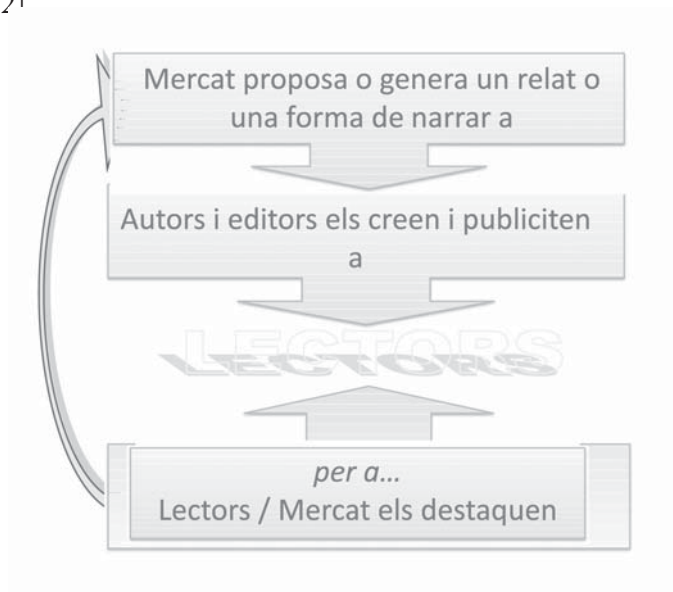 Mercat proposa o genera un relat o
una forma de narrar a
Autors i editors els creen i publiciten
a
LECTORS
per a...
Lectors / Mercat els destaquen